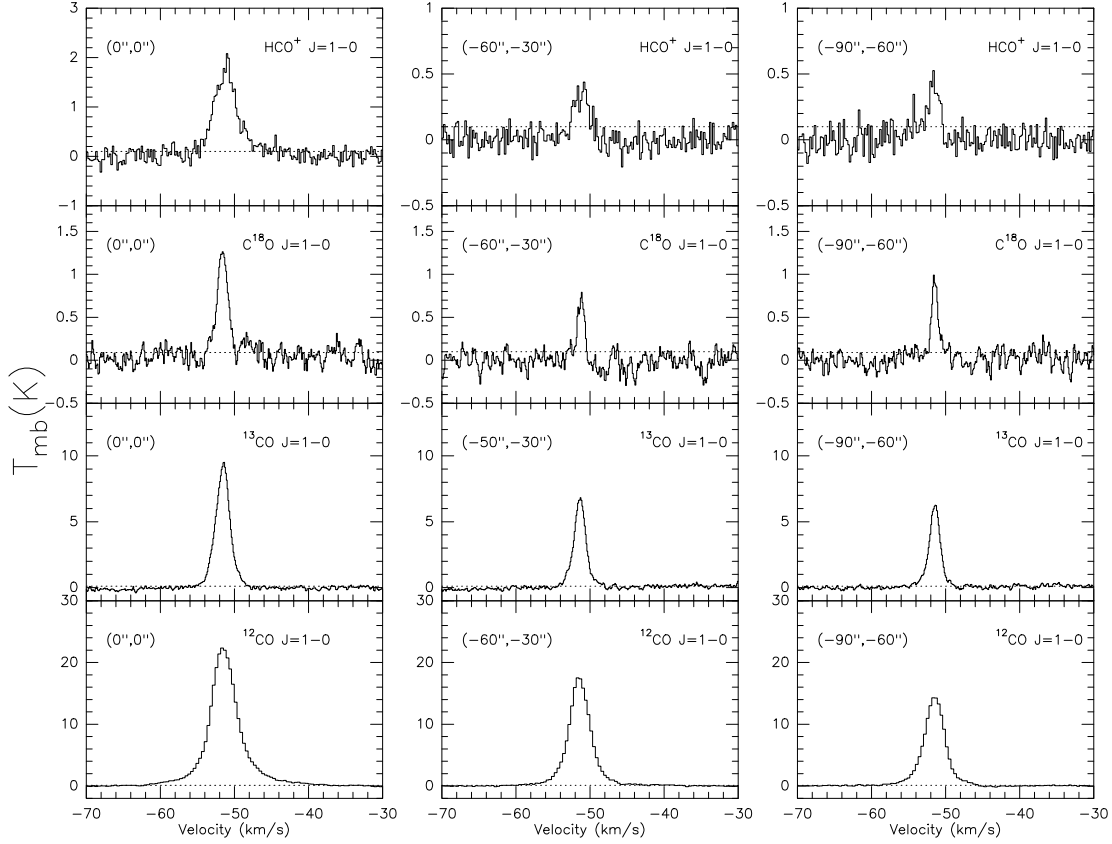 T_mb(K)
3
2
1
0
−1
(0",0") HCO⁺ J=1−0
1
0.5
0
−0.5
(−60",−30") HCO⁺ J=1−0
1
0.5
0
−0.5
(−90",−60") HCO⁺ J=1−0
1.5
1
0.5
0
−0.5
(0",0") C¹⁸O J=1−0
1.5
1
0.5
0
−0.5
(−60",−30") C¹⁸O J=1−0
1.5
1
0.5
0
−0.5
(−90",−60") C¹⁸O J=1−0
10
5
0
(0",0") ¹³CO J=1−0
10
5
0
(−50",−30") ¹³CO J=1−0
10
5
0
(−90",−60") ¹³CO J=1−0
30
20
10
0
(0",0") ¹²CO J=1−0
30
20
10
0
(−60",−30") ¹²CO J=1−0
30
20
10
0
(−90",−60") ¹²CO J=1−0
−70 −60 −50 −40 −30
Velocity (km/s)
−70 −60 −50 −40 −30
Velocity (km/s)
−70 −60 −50 −40 −30
Velocity (km/s)